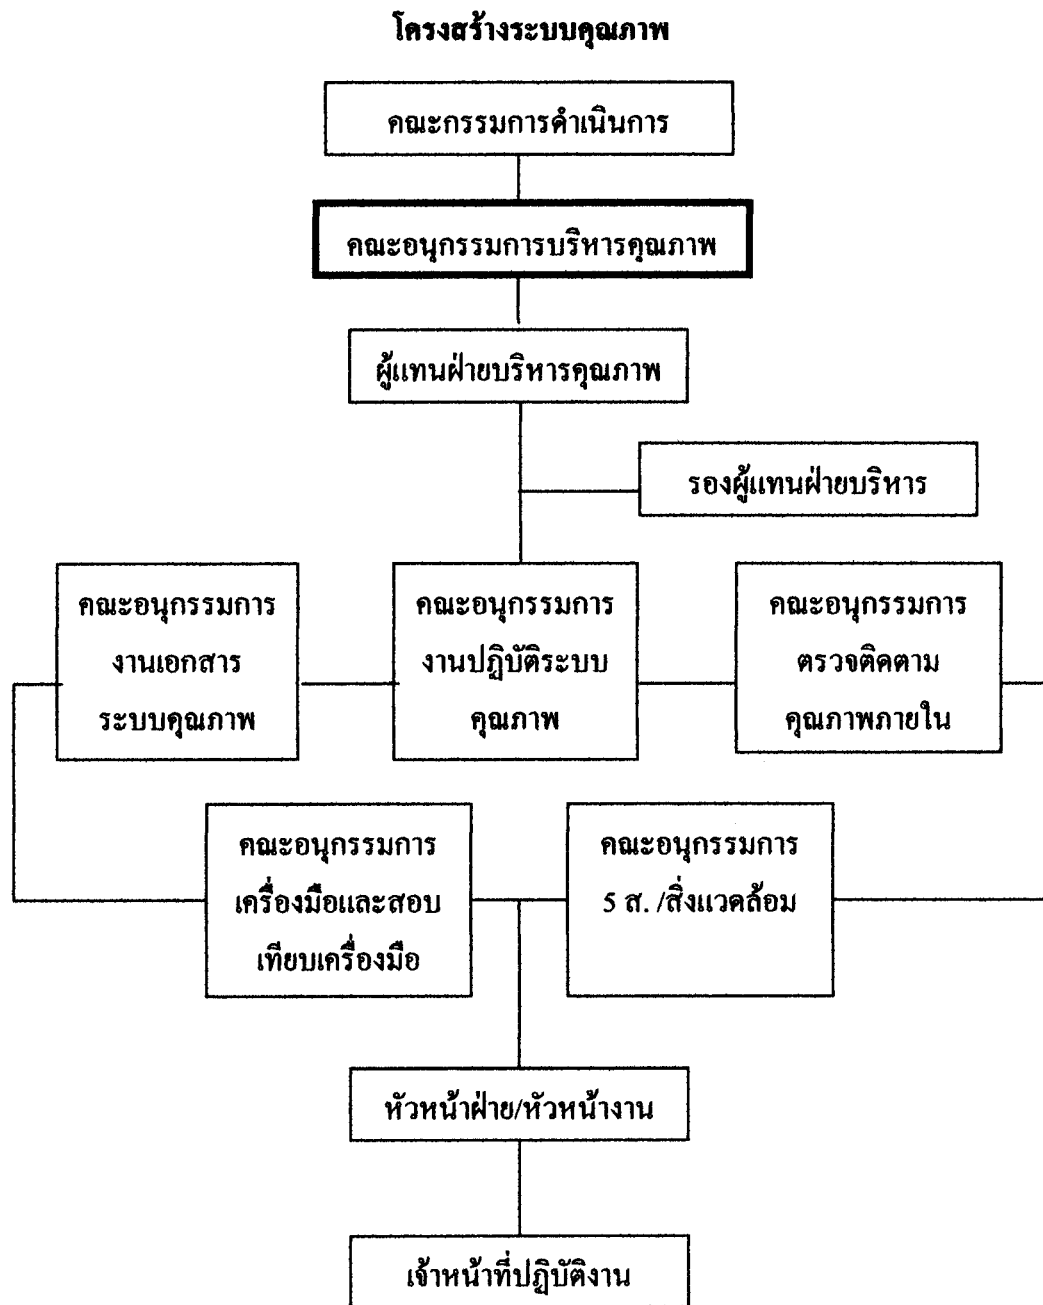 โครงสร้างระบบคุณภาพ
คณะกรรมการดำเนินการ
คณะอนุกรรมการบริหารคุณภาพ
ผู้แทนฝ่ายบริหารคุณภาพ
รองผู้แทนฝ่ายบริหาร
คณะอนุกรรมการ
งานเอกสาร
ระบบคุณภาพ
คณะอนุกรรมการ
งานปฏิบัติระบบ
คุณภาพ
คณะอนุกรรมการ
ตรวจติดตาม
คุณภาพภายใน
คณะอนุกรรมการ
เครื่องมือและสอบ
เทียบเครื่องมือ
คณะอนุกรรมการ
5 ส. /สิ่งแวดล้อม
หัวหน้าฝ่าย/หัวหน้างาน
เจ้าหน้าที่ปฏิบัติงาน